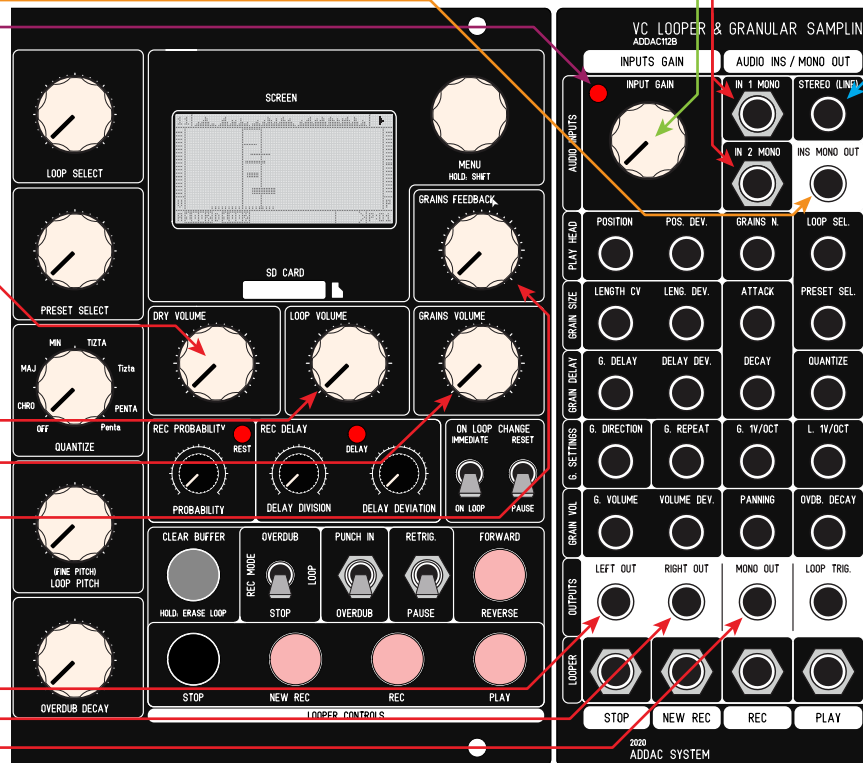 VC LOOPER & GRANULAR SAMPLIN
ADDAC112B
INPUTS GAIN
AUDIO INS / MONO OUT
LOOP SELECT
SCREEN
MENU
HOLD: SHIFT
AUDIO INPUTS
INPUT GAIN
IN 1 MONO
STEREO (LINE)
IN 2 MONO
INS MONO OUT
PRESET SELECT
SD CARD
GRAINS FEEDBACK
PLAY HEAD
POSITION
POS. DEV.
GRAINS N.
LOOP SEL.
GRAIN SIZE
LENGTH CV
LENG. DEV.
ATTACK
PRESET SEL.
DRY VOLUME
LOOP VOLUME
GRAINS VOLUME
MIN
TIZTA
MAJ
Tizta
CHRO
PENTA
OFF
Penta
QUANTIZE
GRAIN DELAY
G. DELAY
DELAY DEV.
DECAY
QUANTIZE
REC PROBABILITY
REST
PROBABILITY
REC DELAY
DELAY
DELAY DIVISION
DELAY DEVIATION
ON LOOP CHANGE
IMMEDIATE
RESET
ON LOOP
PAUSE
G. SETTINGS
G. DIRECTION
G. REPEAT
G. 1V/OCT
L. 1V/OCT
(FINE PITCH)
LOOP PITCH
GRAIN VOL
G. VOLUME
VOLUME DEV.
PANNING
OVDB. DECAY
CLEAR BUFFER
HOLD: ERASE LOOP
OVERDUB
REC MODE
LOOP
STOP
PUNCH IN
OVERDUB
RETRIG.
PAUSE
FORWARD
REVERSE
OUTPUTS
LEFT OUT
RIGHT OUT
MONO OUT
LOOP TRIG.
OVERDUB DECAY
STOP
NEW REC
REC
PLAY
LOOPER CONTROLS
LOOPER
STOP
NEW REC
REC
PLAY
2020
ADDAC SYSTEM